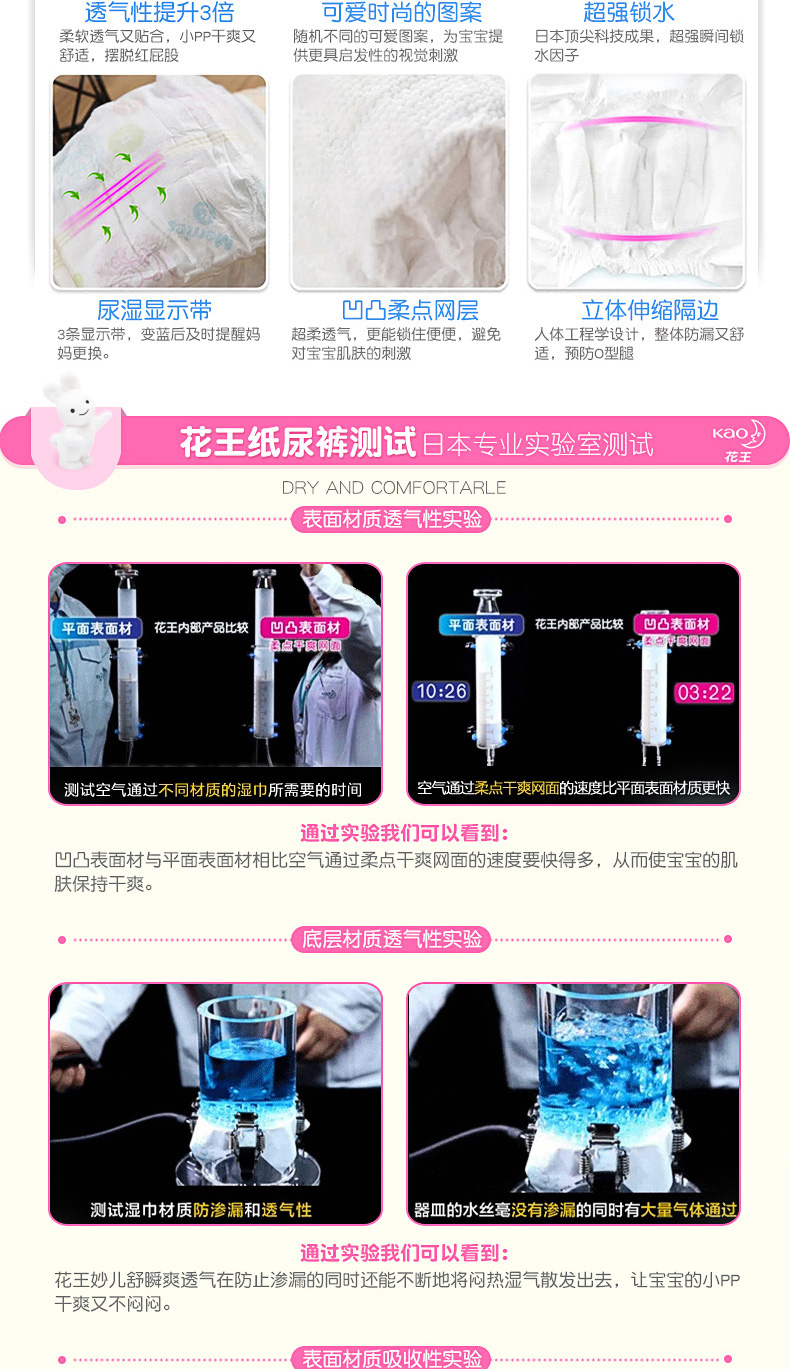 透气性提升3倍
可爱时尚的图案
超强锁水
柔软透气又贴合，小PP干爽又
舒适，摆脱红屁股
随机不同的可爱图案，为宝宝提
供更具启发性的视觉刺激
日本顶尖科技成果，超强瞬间锁
水因子
Merries
尿湿显示带
凹凸柔点网层
立体伸缩隔边
3条显示带，变蓝后及时提醒妈
妈更换。
超柔透气，更能锁住便便，避免
对宝宝肌肤的刺激
人体工程学设计，整体防漏又舒
适，预防O型腿
花王纸尿裤测试 日本专业实验室测试
Kao
花王
DRY AND COMFORTARLE
表面材质透气性实验
平面表面材
花王内部产品比较
凹凸表面材
柔点干爽网面
测试空气通过不同材质的湿巾所需要的时间
平面表面材
花王内部产品比较
凹凸表面材
柔点干爽网面
10:26
03:22
空气通过柔点干爽网面的速度比平面表面材质更快
通过实验我们可以看到：
凹凸表面材与平面表面材相比空气通过柔点干爽网面的速度要快得多，从而使宝宝的肌
肤保持干爽。
底层材质透气性实验
测试湿巾材质防渗漏和透气性
器皿的水丝毫没有渗漏的同时有大量气体通过
通过实验我们可以看到：
花王妙儿舒瞬爽透气在防止渗漏的同时还能不断地将闷热湿气散发出去，让宝宝的小PP
干爽又不闷闷。
表面材质吸收性实验